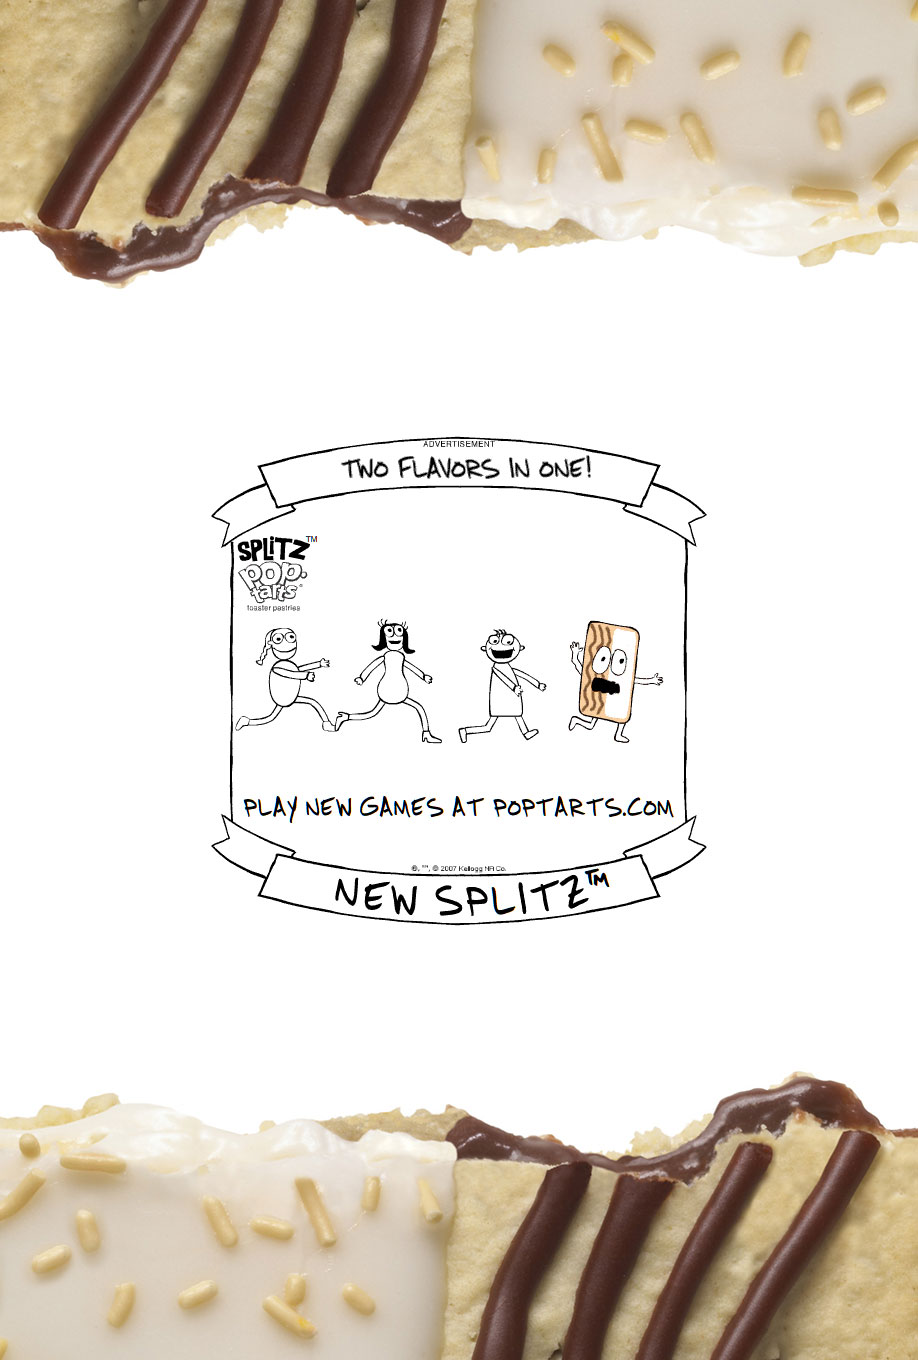 ADVERTISEMENT
TWO FLAVORS IN ONE!
SPLITZ™
POP·
tarts®
toaster pastries
PLAY NEW GAMES AT POPTARTS.COM
®, ™, © 2007 Kellogg NA Co.
NEW SPLITZ™